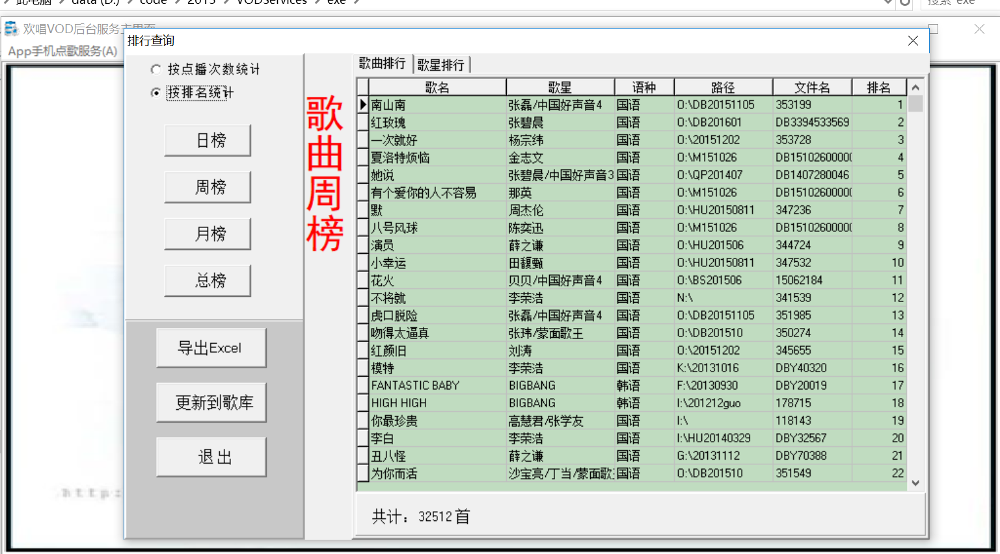 此电脑 > data (D:) > code > 2015 > VODServices > exe >
搜索"exe"
欢唱VOD后台服务主界面
App手机点歌服务(A)
排行查询
按点播次数统计
按排名统计
日榜
周榜
月榜
总榜
导出Excel
更新到歌库
退出
歌曲周榜
歌曲排行 歌星排行
歌名 歌星 语种 路径 文件名 排名
南山南 张磊/中国好声音4 国语 O:\DB20151105 353199 1
红玫瑰 张碧晨 国语 O:\DB201601 DB3394533569 2
一次就好 杨宗纬 国语 O:\20151202 353728 3
夏洛特烦恼 金志文 国语 O:\M151026 DB15102600000 4
她说 张碧晨/中国好声音3 国语 O:\QP201407 DB1407280046 5
有个爱你的人不容易 那英 国语 O:\M151026 DB15102600000 6
默 周杰伦 国语 O:\HU20150811 347236 7
八号风球 陈奕迅 国语 O:\M151026 DB15102600000 8
演员 薛之谦 国语 O:\HU201506 344724 9
小幸运 田馥甄 国语 O:\HU20150811 347532 10
花火 贝贝/中国好声音4 国语 O:\BS201506 15062184 11
不将就 李荣浩 国语 N:\ 341539 12
虎口脱险 张磊/中国好声音4 国语 O:\DB20151105 351985 13
吻得太逼真 张玮/蒙面歌王 国语 O:\DB201510 350274 14
红颜旧 刘涛 国语 O:\20151202 345655 15
模特 李荣浩 国语 K:\20131016 DBY40320 16
FANTASTIC BABY BIGBANG 韩语 F:\20130930 DBY20019 17
HIGH HIGH BIGBANG 韩语 I:\201212guo 178715 18
你最珍贵 高慧君/张学友 国语 I:\ 118143 19
李白 李荣浩 国语 I:\HU20140329 DBY32567 20
丑八怪 薛之谦 国语 G:\20131112 DBY70388 21
为你而活 沙宝亮/丁当/蒙面歌 国语 O:\DB201510 351549 22
共计：32512首
http: